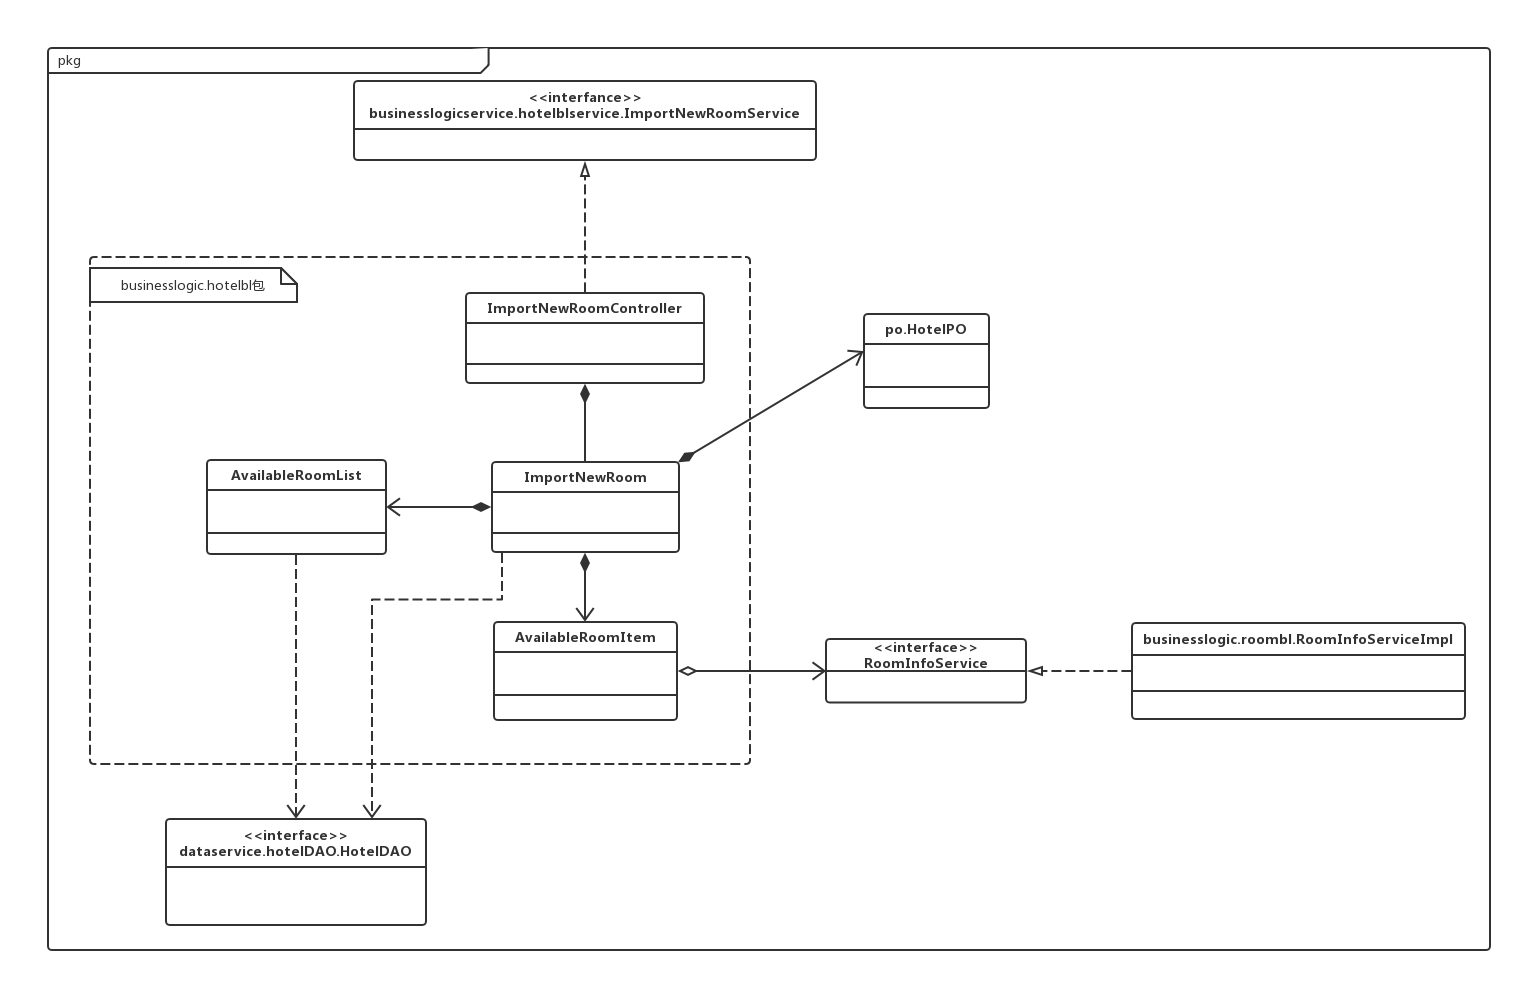 pkg
<<interfance>>
businesslogicservice.hotelblservice.ImportNewRoomService
businesslogic.hotelbl包
ImportNewRoomController
po.HotelPO
AvailableRoomList
ImportNewRoom
AvailableRoomItem
<<interface>>
RoomInfoService
businesslogic.roombl.RoomInfoServiceImpl
<<interface>>
dataservice.hotelDAO.HotelDAO